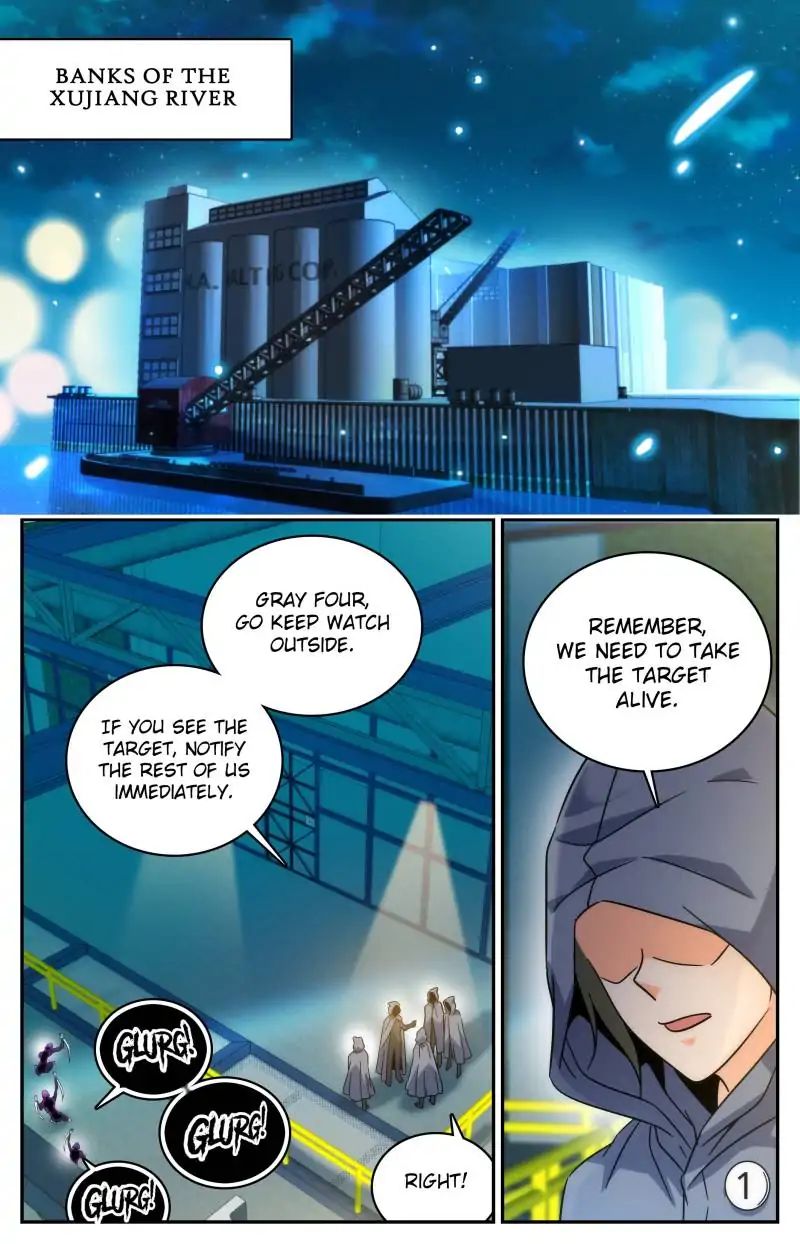 BANKS OF THE
XUJIANG RIVER
GRAY FOUR,
GO KEEP WATCH
OUTSIDE.
IF YOU SEE THE
TARGET, NOTIFY
THE REST OF US
IMMEDIATELY.
GLURG!
GLURG!
GLURG!
RIGHT!
REMEMBER,
WE NEED TO TAKE
THE TARGET
ALIVE.
1